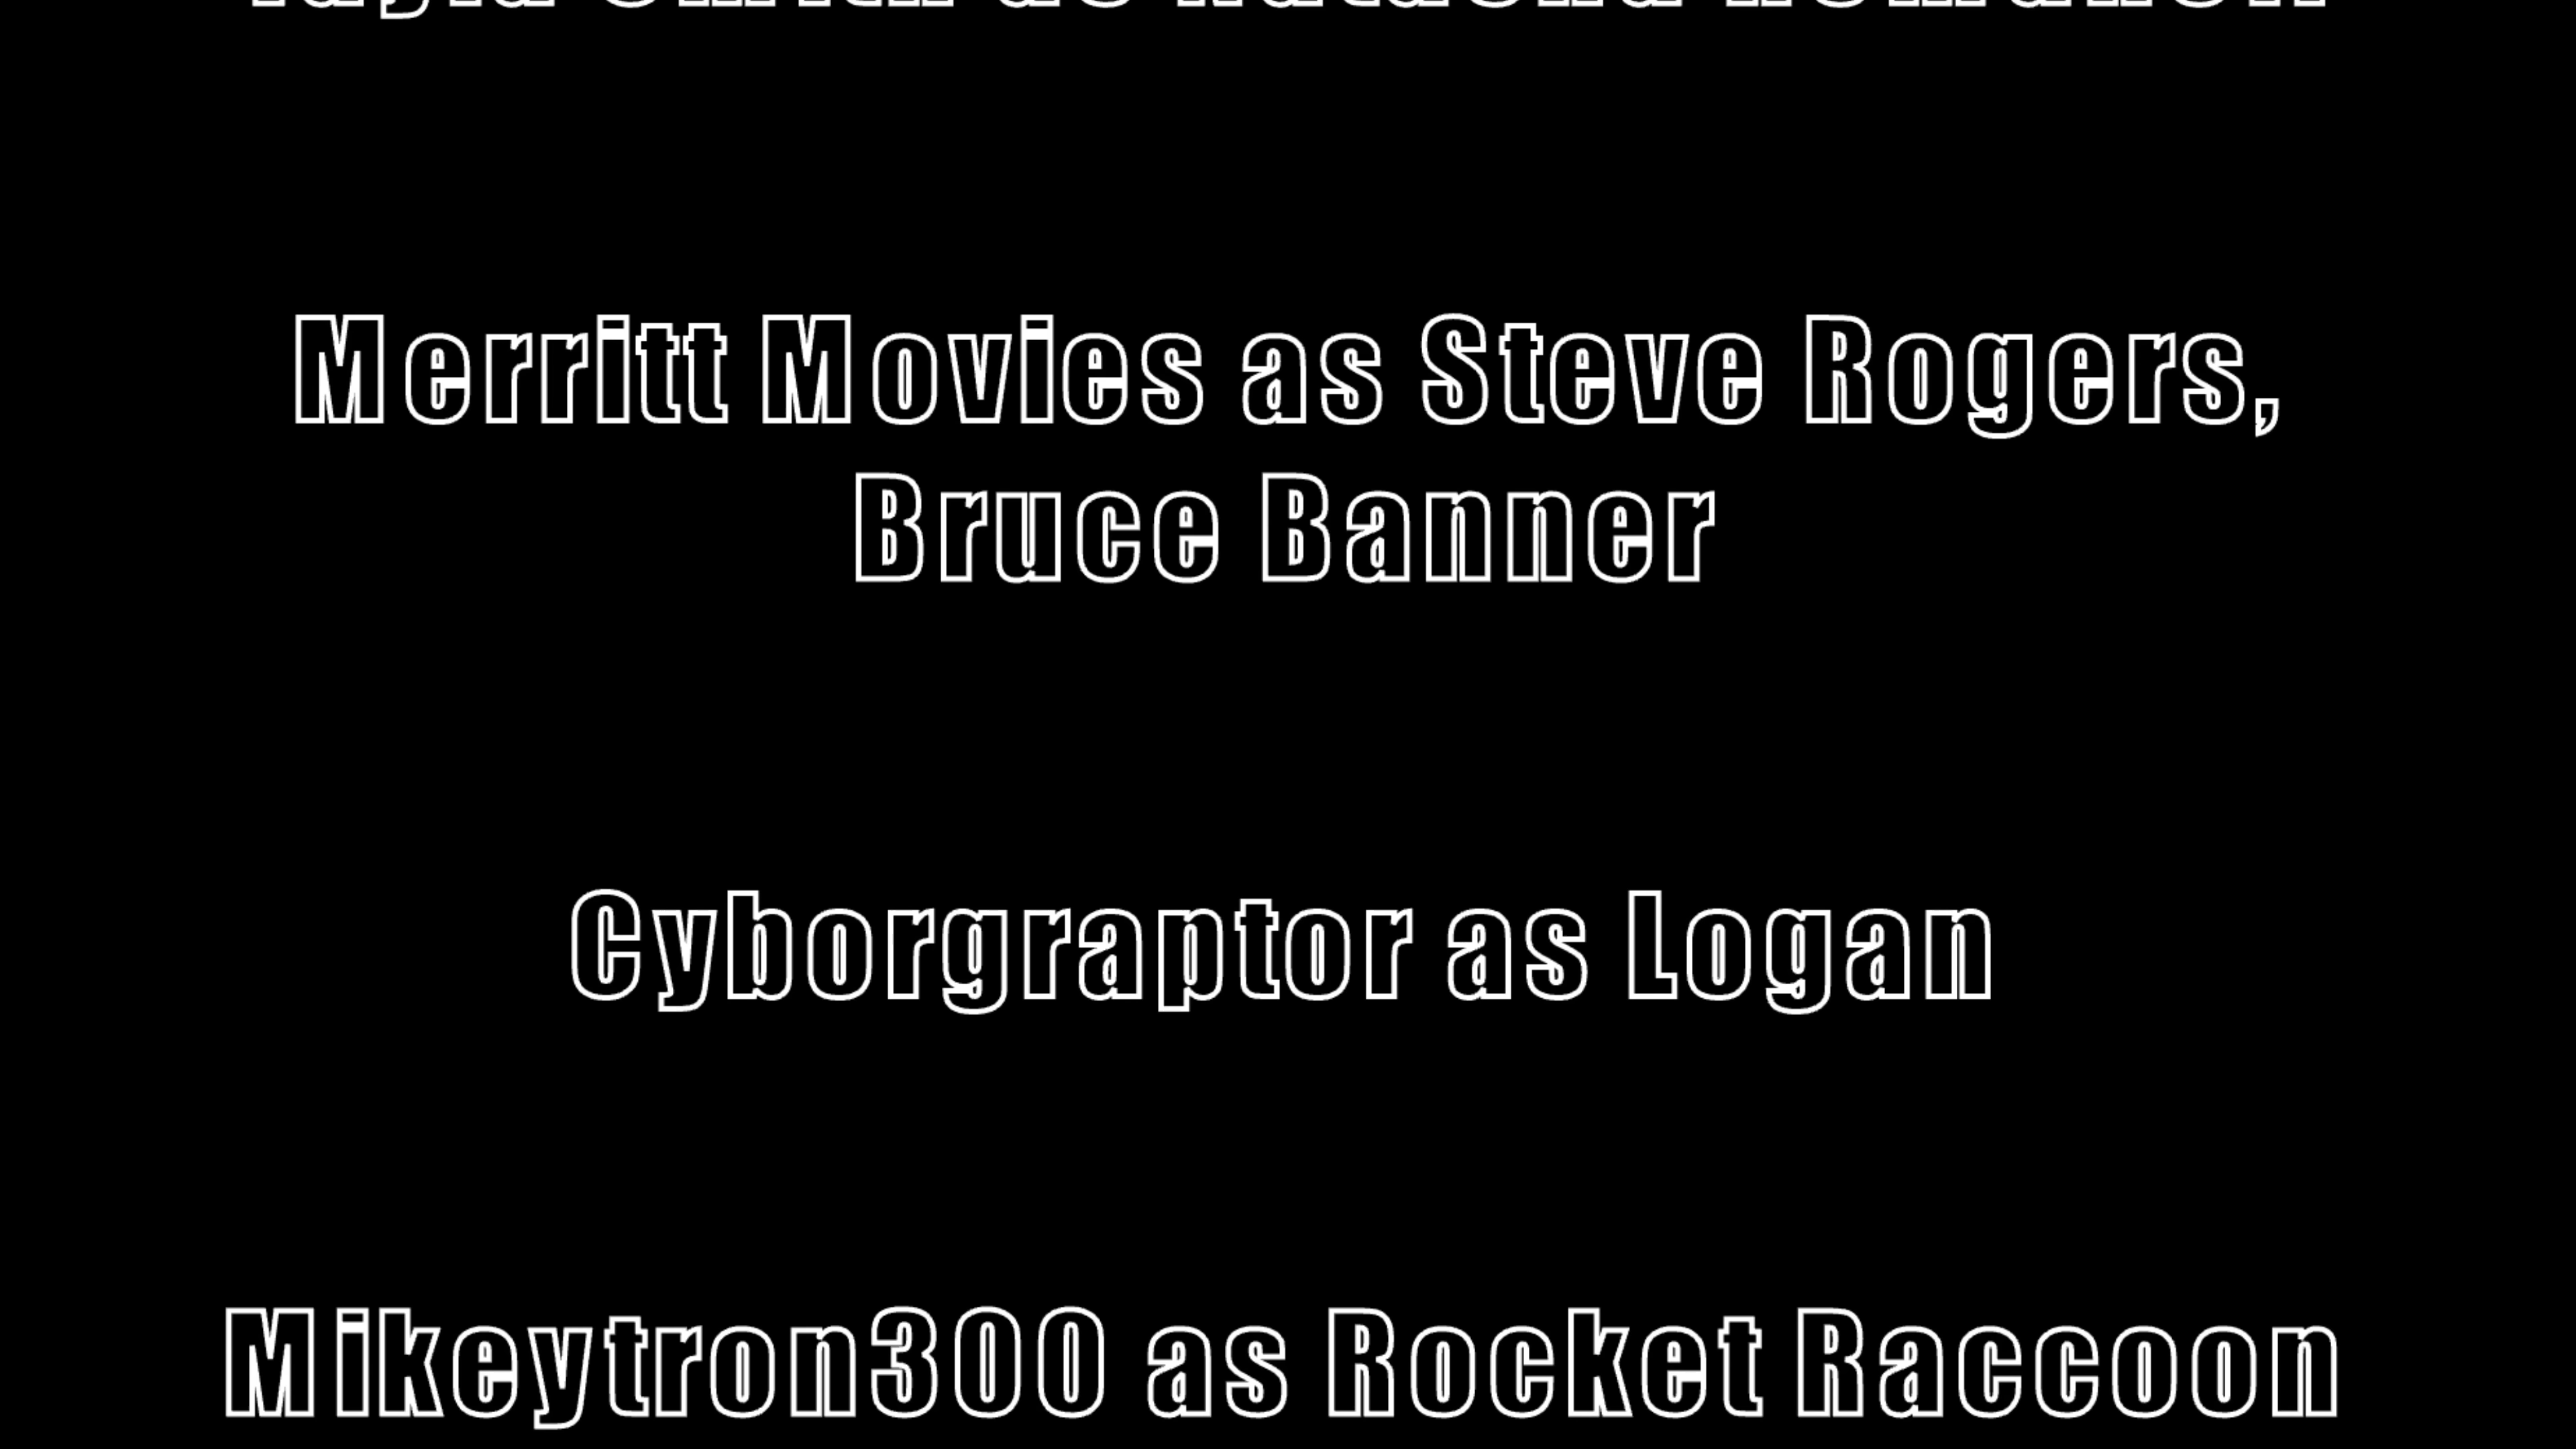 Merritt Movies as Steve Rogers,
Bruce Banner
Cyborgraptor as Logan
Mikeytron300 as Rocket Raccoon